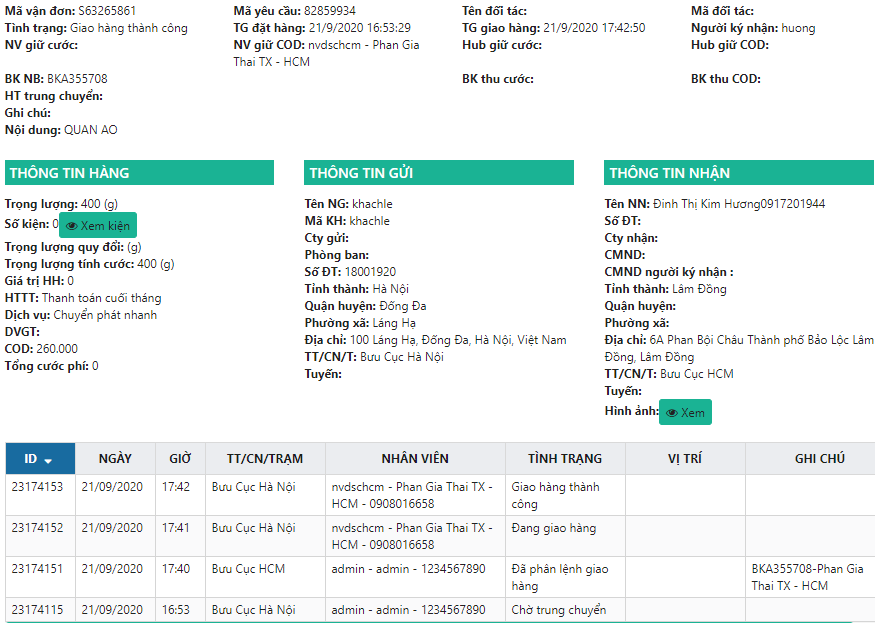 Mã vận đơn: S63265861
Tình trạng: Giao hàng thành công
NV giữ cước:
BK NB: BKA355708
HT trung chuyển:
Ghi chú:
Nội dung: QUAN AO
Mã yêu cầu: 82859934
TG đặt hàng: 21/9/2020 16:53:29
NV giữ COD: nvdschcm - Phan Gia
Thai TX - HCM
Tên đối tác:
TG giao hàng: 21/9/2020 17:42:50
Hub giữ cước:
BK thu cước:
Mã đối tác:
Người ký nhận: huong
Hub giữ COD:
BK thu COD:
THÔNG TIN HÀNG
Trọng lượng: 400 (g)
Số kiện: 0 Xem kiện
Trọng lượng quy đổi: (g)
Trọng lượng tính cước: 400 (g)
Giá trị HH: 0
HTTT: Thanh toán cuối tháng
Dịch vụ: Chuyển phát nhanh
DVGT:
COD: 260.000
Tổng cước phí: 0
THÔNG TIN GỬI
Tên NG: khachle
Mã KH: khachle
Cty gửi:
Phòng ban:
Số ĐT: 18001920
Tỉnh thành: Hà Nội
Quận huyện: Đống Đa
Phường xã: Láng Hạ
Địa chỉ: 100 Láng Hạ, Đống Đa, Hà Nội, Việt Nam
TT/CN/T: Bưu Cục Hà Nội
Tuyến:
THÔNG TIN NHẬN
Tên NN: Đinh Thị Kim Hương0917201944
Số ĐT:
Cty nhận:
CMND:
CMND người ký nhận :
Tỉnh thành: Lâm Đồng
Quận huyện:
Phường xã:
Địa chỉ: 6A Phan Bội Châu Thành phố Bảo Lộc Lâm
Đồng, Lâm Đồng
TT/CN/T: Bưu Cục HCM
Tuyến:
Hình ảnh: Xem
ID NGÀY GIỜ TT/CN/TRẠM NHÂN VIÊN TÌNH TRẠNG VỊ TRÍ GHI CHÚ
23174153 21/09/2020 17:42 Bưu Cục Hà Nội nvdschcm - Phan Gia Thai TX - Giao hàng thành
HCM - 0908016658 công
23174152 21/09/2020 17:41 Bưu Cục Hà Nội nvdschcm - Phan Gia Thai TX - Đang giao hàng
HCM - 0908016658
23174151 21/09/2020 17:40 Bưu Cục HCM admin - admin - 1234567890 Đã phân lệnh giao BKA355708-Phan Gia
hàng Thai TX - HCM
23174115 21/09/2020 16:53 Bưu Cục Hà Nội admin - admin - 1234567890 Chờ trung chuyển